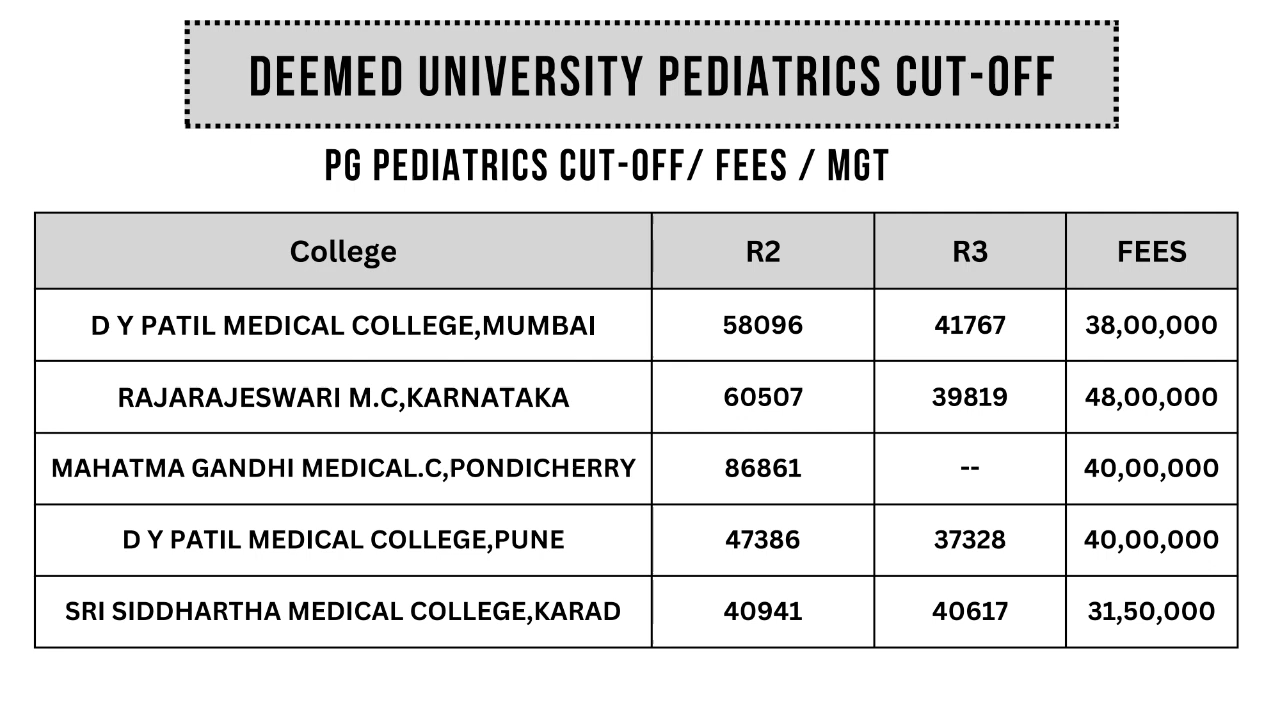 DEEMED UNIVERSITY PEDIATRICS CUT-OFF
PG PEDIATRICS CUT-OFF/ FEES / MGT
College R2 R3 FEES
D Y PATIL MEDICAL COLLEGE,MUMBAI 58096 41767 38,00,000
RAJARAJESWARI M.C,KARNATAKA 60507 39819 48,00,000
MAHATMA GANDHI MEDICAL.C,PONDICHERRY 86861 -- 40,00,000
D Y PATIL MEDICAL COLLEGE,PUNE 47386 37328 40,00,000
SRI SIDDHARTHA MEDICAL COLLEGE,KARAD 40941 40617 31,50,000